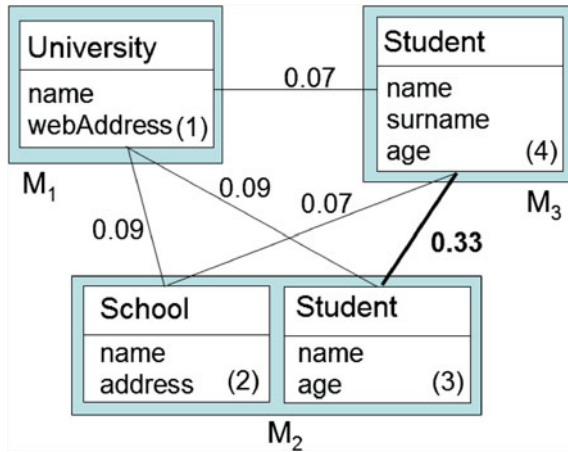 University
name
webAddress (1)
M1
Student
name
surname
age (4)
M3
0.07
0.09
0.09
0.07
0.33
School
name
address (2)
Student
name
age (3)
M2